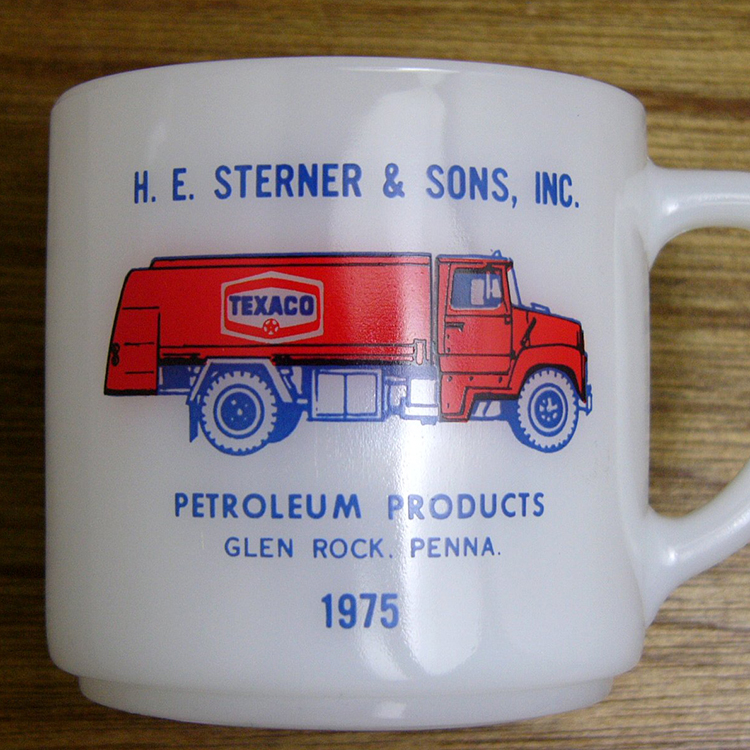 H. E. STERNER & SONS, INC.
TEXACO
PETROLEUM PRODUCTS
GLEN ROCK. PENNA.
1975